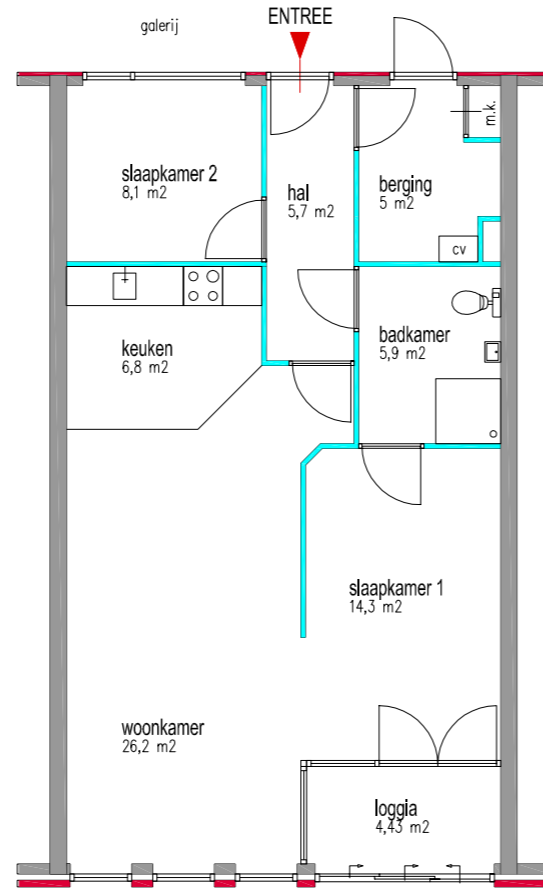 ENTREE
galerij
m.k.
slaapkamer 2
8,1 m2
hal
5,7 m2
berging
5 m2
cv
keuken
6,8 m2
badkamer
5,9 m2
slaapkamer 1
14,3 m2
woonkamer
26,2 m2
loggia
4,43 m2